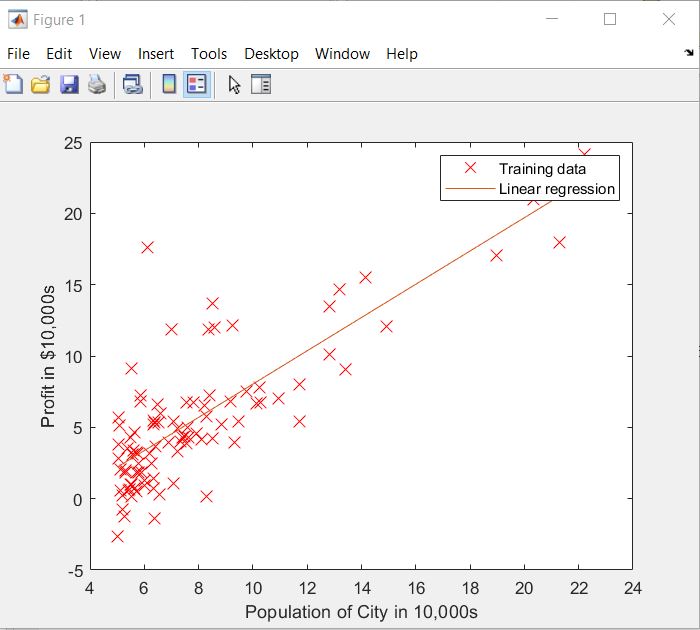 Figure 1
File Edit View Insert Tools Desktop Window Help
25
Training data
Linear regression
20
15
10
5
0
-5
Profit in $10,000s
4 6 8 10 12 14 16 18 20 22 24
Population of City in 10,000s